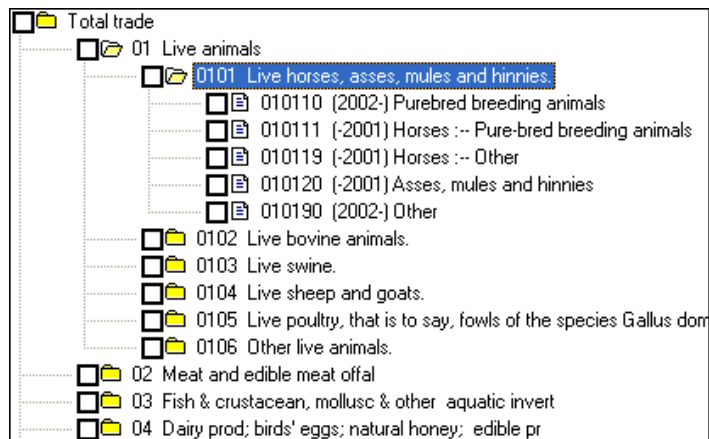 Total trade
01 Live animals
0101 Live horses, asses, mules and hinnies.
010110 (2002-) Purebred breeding animals
010111 (-2001) Horses :-- Pure-bred breeding animals
010119 (-2001) Horses :-- Other
010120 (-2001) Asses, mules and hinnies
010190 (2002-) Other
0102 Live bovine animals.
0103 Live swine.
0104 Live sheep and goats.
0105 Live poultry, that is to say, fowls of the species Gallus dom
0106 Other live animals.
02 Meat and edible meat offal
03 Fish & crustacean, mollusc & other aquatic invert
04 Dairy prod; birds' eggs; natural honey; edible pr